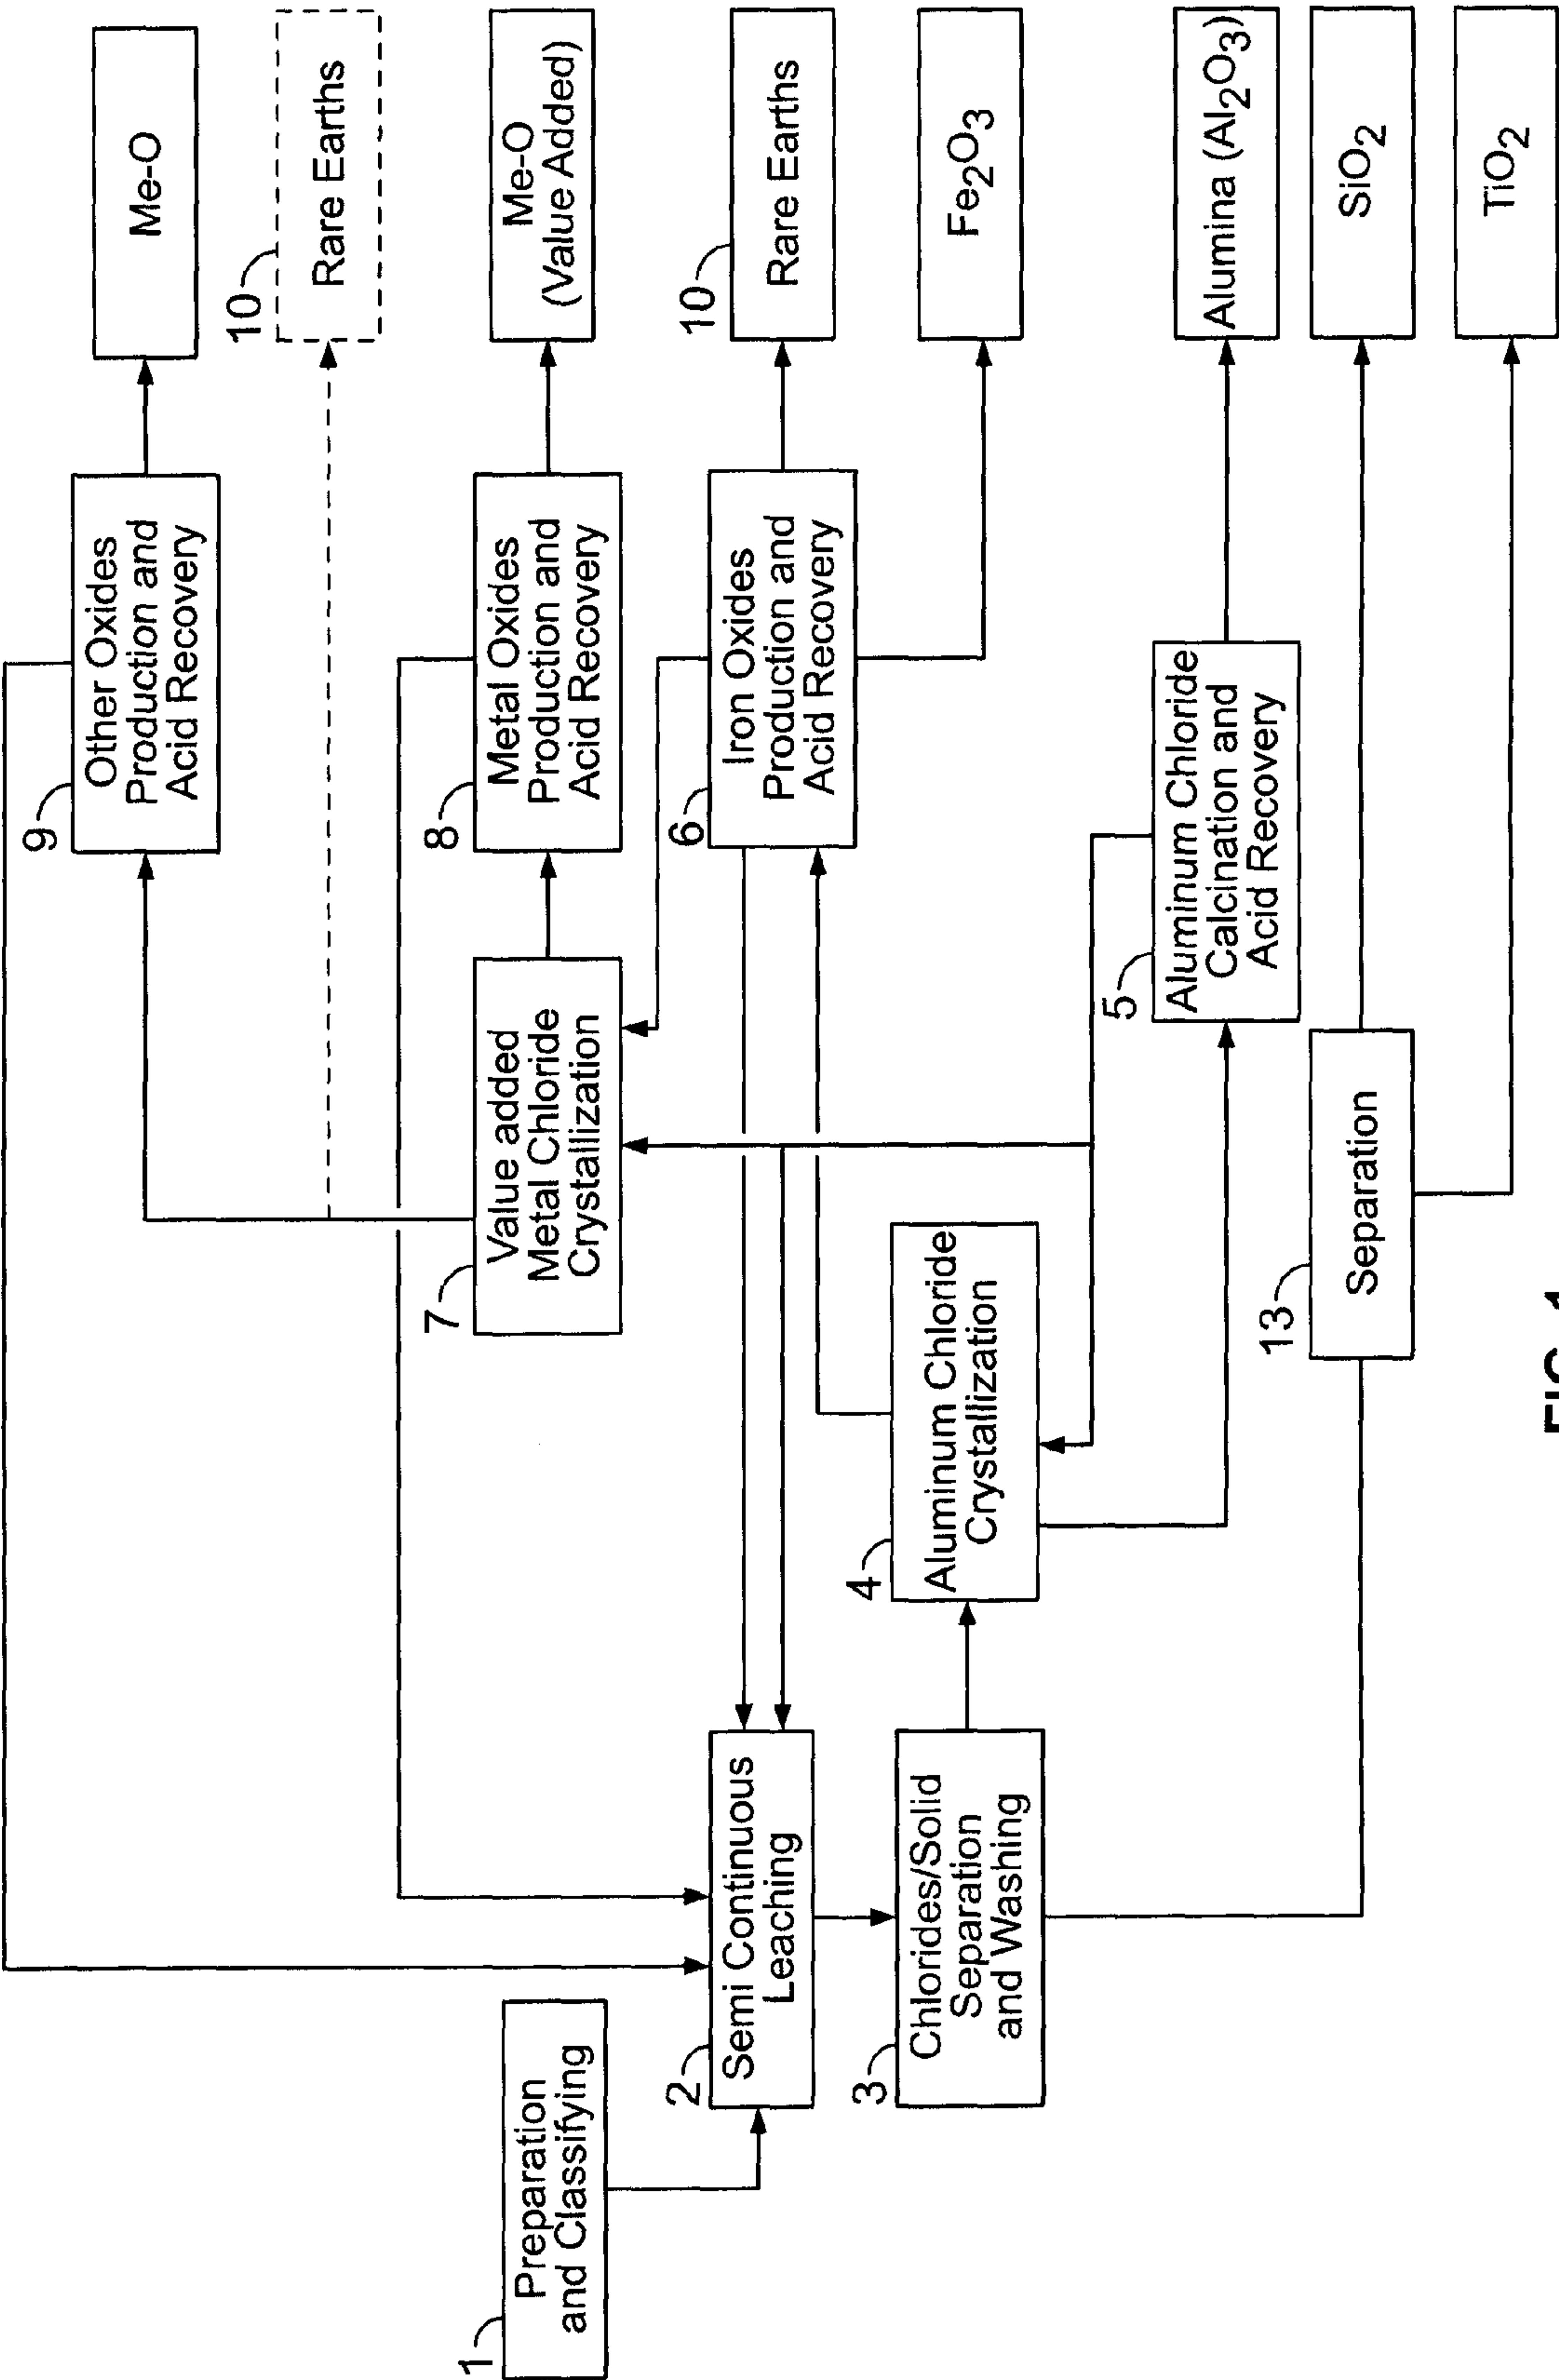 1
Preparation
and Classifying
2
Semi Continuous
Leaching
3
Chlorides/Solid
Separation
and Washing
4
Aluminum Chloride
Crystallization
5
Aluminum Chloride
Calcination and
Acid Recovery
6
Iron Oxides
Production and
Acid Recovery
7
Value added
Metal Chloride
Crystallization
8
Metal Oxides
Production and
Acid Recovery
9
Other Oxides
Production and
Acid Recovery
13
Separation
Me-O
10
Rare Earths
Me-O
(Value Added)
10
Rare Earths
Fe2O3
Alumina (Al2O3)
SiO2
TiO2